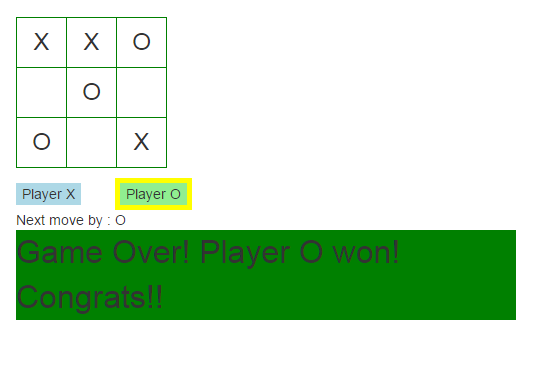 X X O
O
O X
Player X Player O
Next move by : O
Game Over! Player O won!
Congrats!!